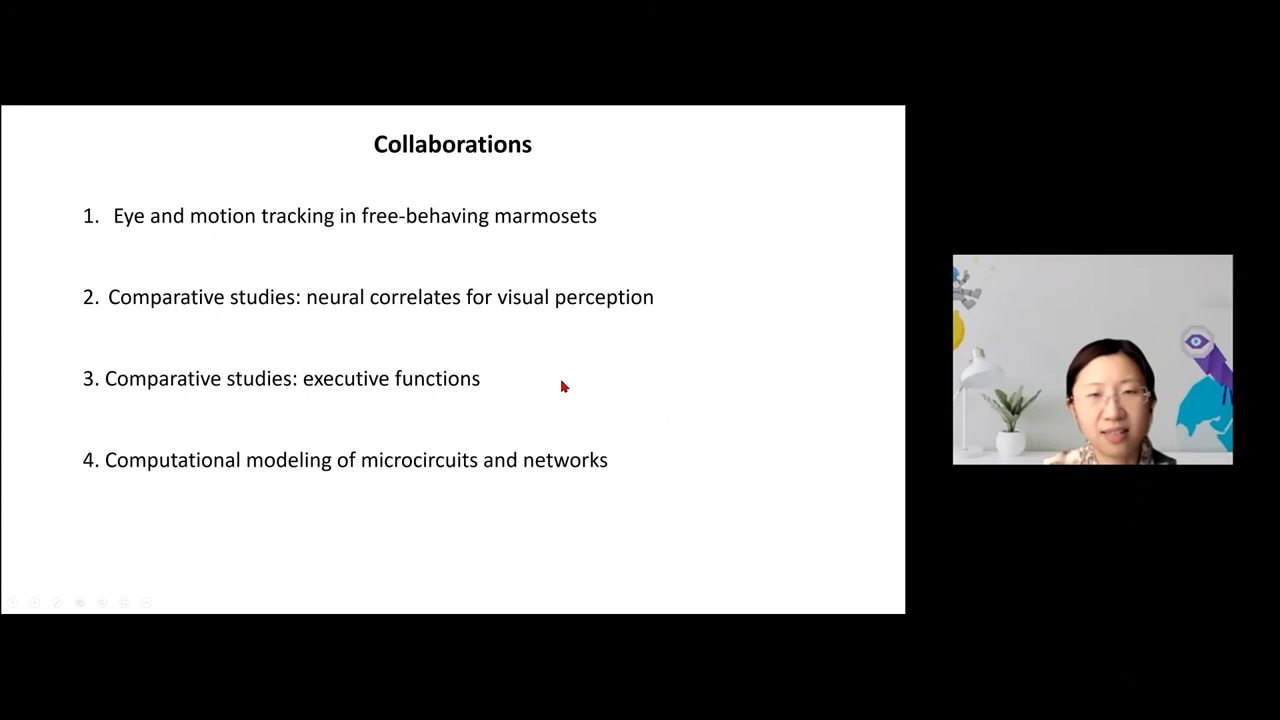 Collaborations
1. Eye and motion tracking in free-behaving marmosets
2. Comparative studies: neural correlates for visual perception
3. Comparative studies: executive functions
4. Computational modeling of microcircuits and networks